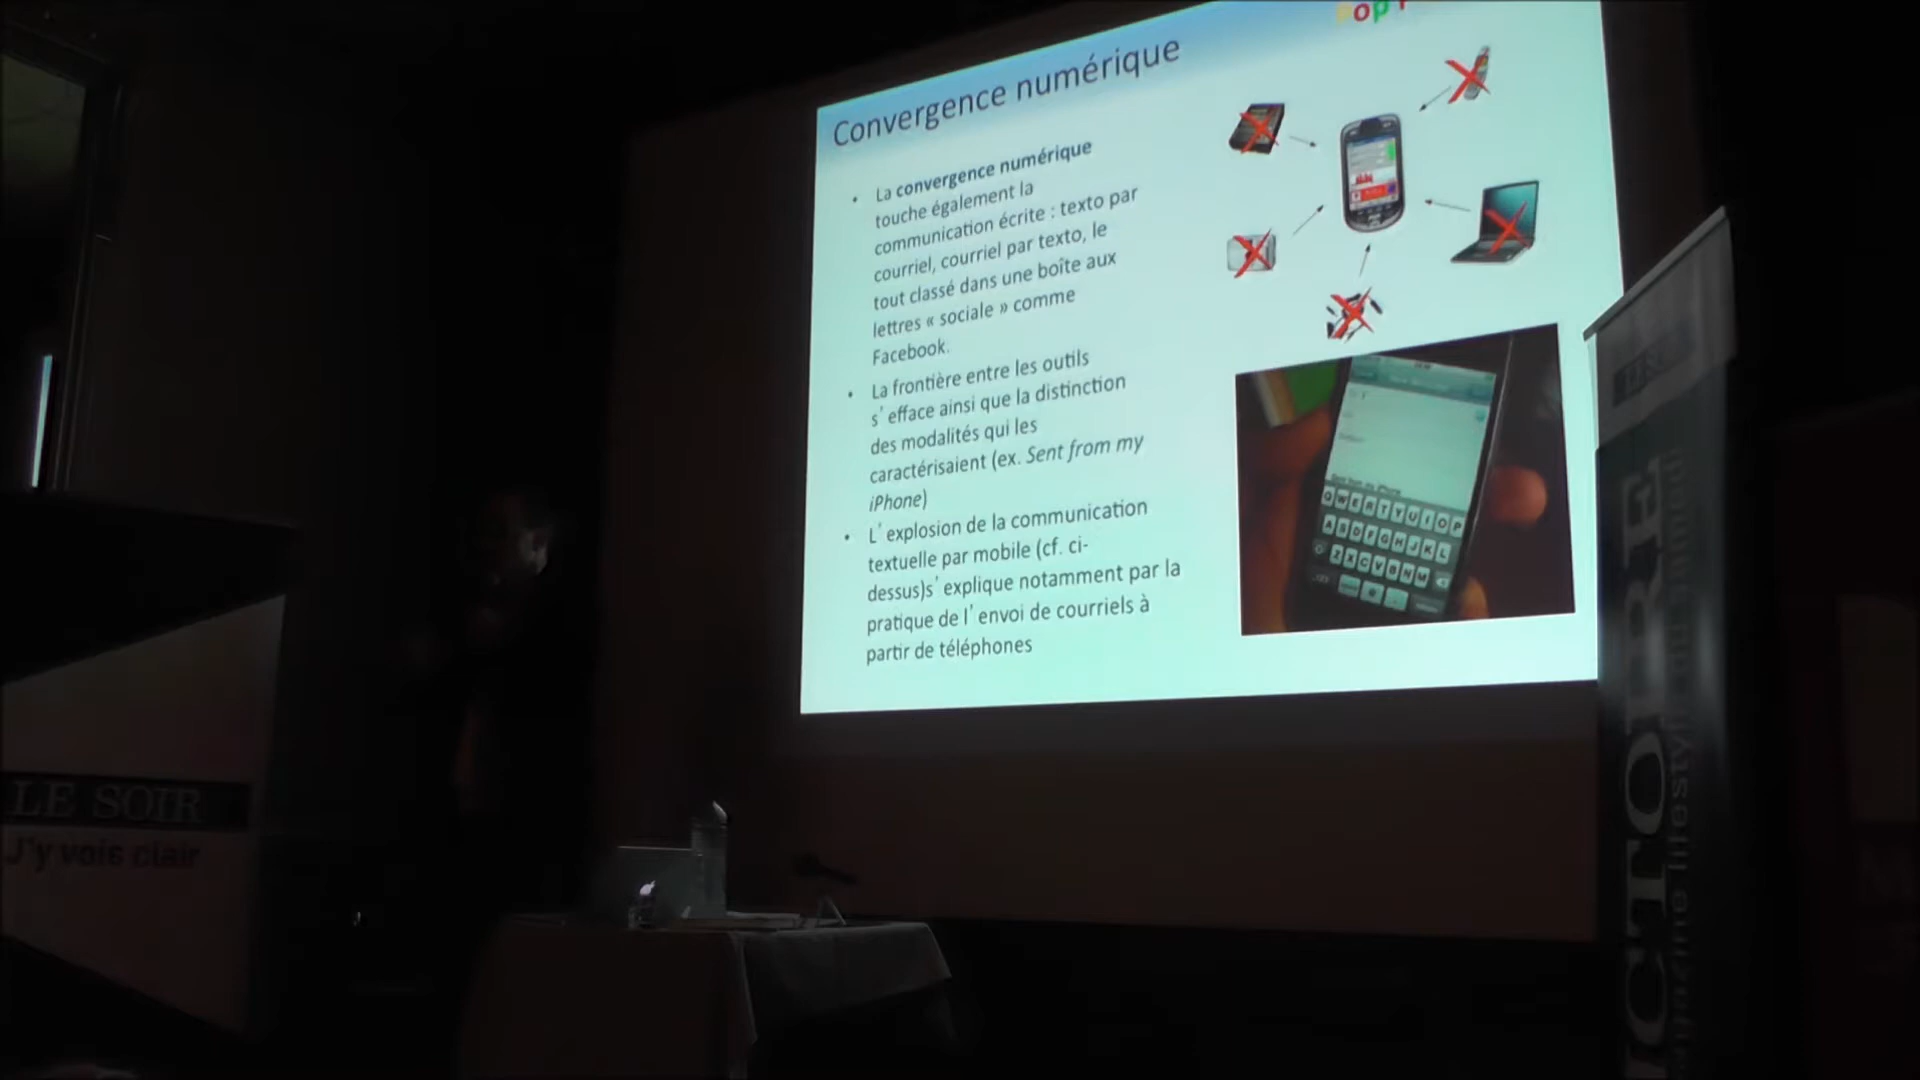 Convergence numérique
• La convergence numérique
touche également la
communication écrite : texto par
courriel, courriel par texto, le
tout classé dans une boîte aux
lettres « sociale » comme
Facebook.
• La frontière entre les outils
s'efface ainsi que la distinction
des modalités qui les
caractérisaient (ex. Sent from my
iPhone)
• L'explosion de la communication
textuelle par mobile (cf. ci-
dessus)s'explique notamment par la
pratique de l'envoi de courriels à
partir de téléphones
Q W E R T Y U I O P
A S D F G H J K L
Z X C V B N M
LE SOIR
J'y vois clair